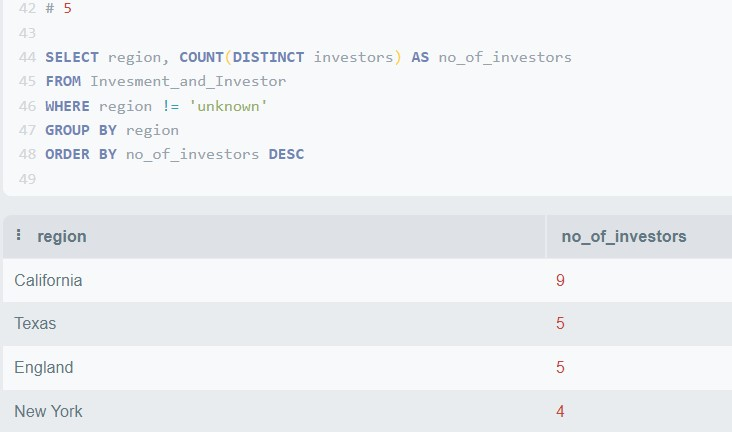 42 # 5
43
44 SELECT region, COUNT(DISTINCT investors) AS no_of_investors
45 FROM Invesment_and_Investor
46 WHERE region != 'unknown'
47 GROUP BY region
48 ORDER BY no_of_investors DESC
49
region no_of_investors
California 9
Texas 5
England 5
New York 4